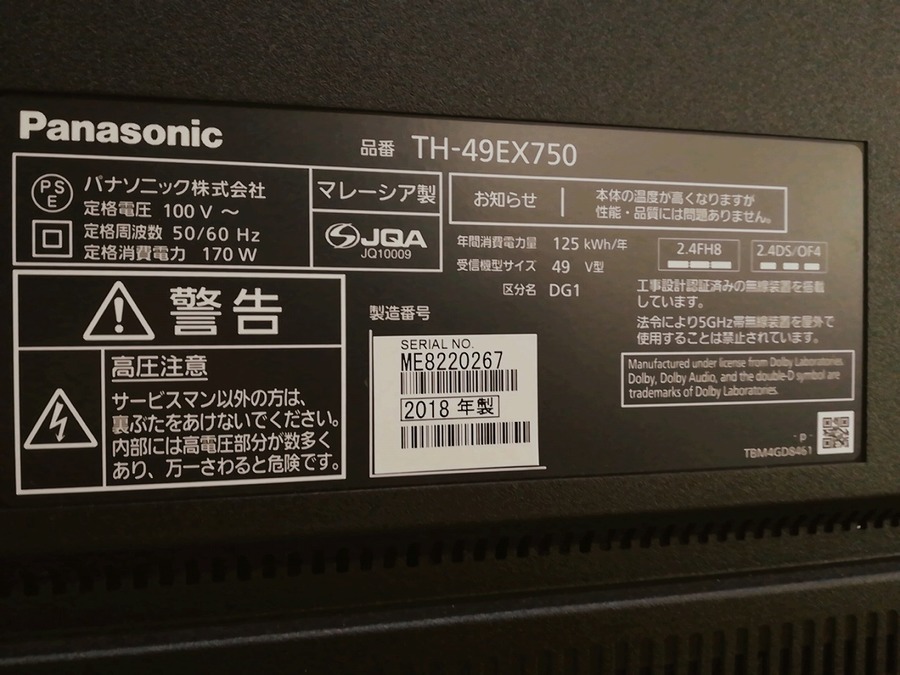 Panasonic
品番 TH-49EX750
PS
E
パナソニック株式会社
定格電圧 100 V ～
定格周波数 50/60 Hz
定格消費電力 170 W
マレーシア製
JQA
JQ10009
お知らせ
本体の温度が高くなりますが
性能・品質には問題ありません。
年間消費電力量 125 kWh/年
受信機型サイズ 49 V型
区分名 DG1
2.4FH8
2.4DS/OF4
工事設計認証済みの無線装置を搭載
しています。
法令により5GHz帯無線装置を屋外で
使用することは禁止されています。
警告
高圧注意
サービスマン以外の方は、
裏ぶたをあけないでください。
内部には高電圧部分が数多く
あり、万一さわると危険です。
製造番号
SERIAL NO.
ME8220267
2018 年製
Manufactured under license from Dolby Laboratories.
Dolby, Dolby Audio, and the double-D symbol are
trademarks of Dolby Laboratories.
- p -
TBM4GD8461